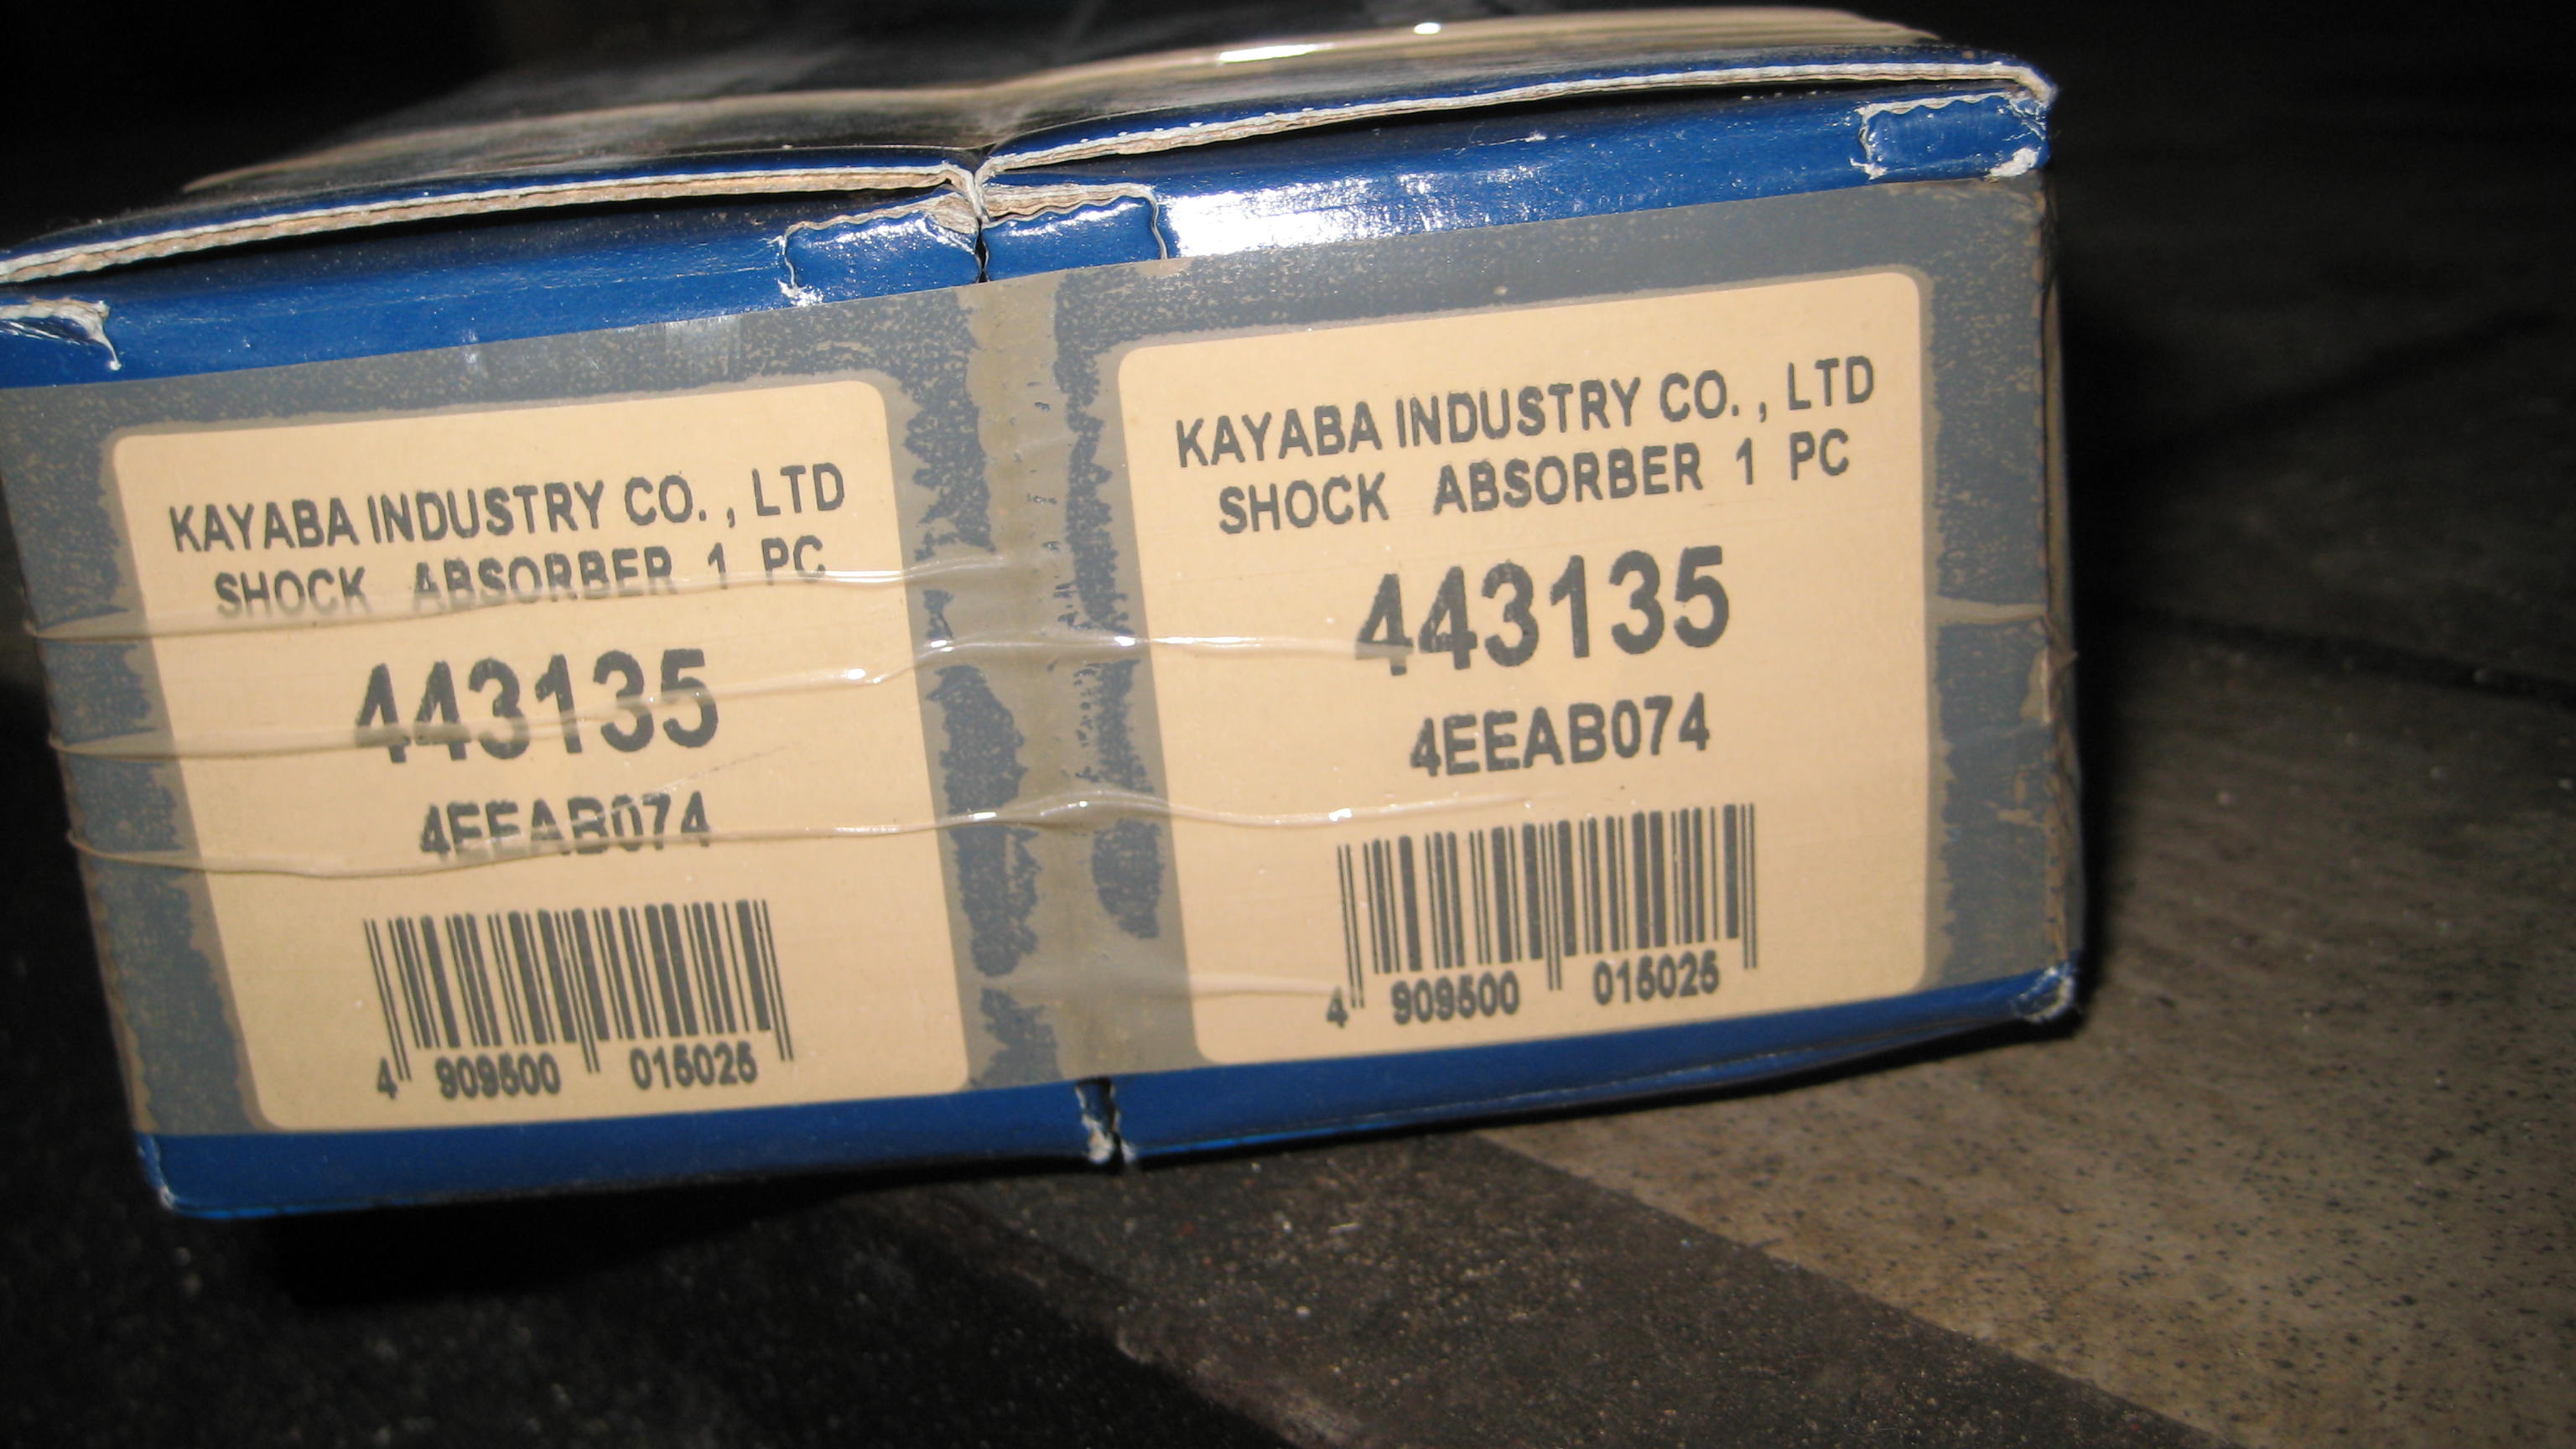 KAYABA INDUSTRY CO. , LTD
SHOCK ABSORBER 1 PC
443135
4EEAB074
4 909500 015025
KAYABA INDUSTRY CO. , LTD
SHOCK ABSORBER 1 PC
443135
4EEAB074
4 909500 015025